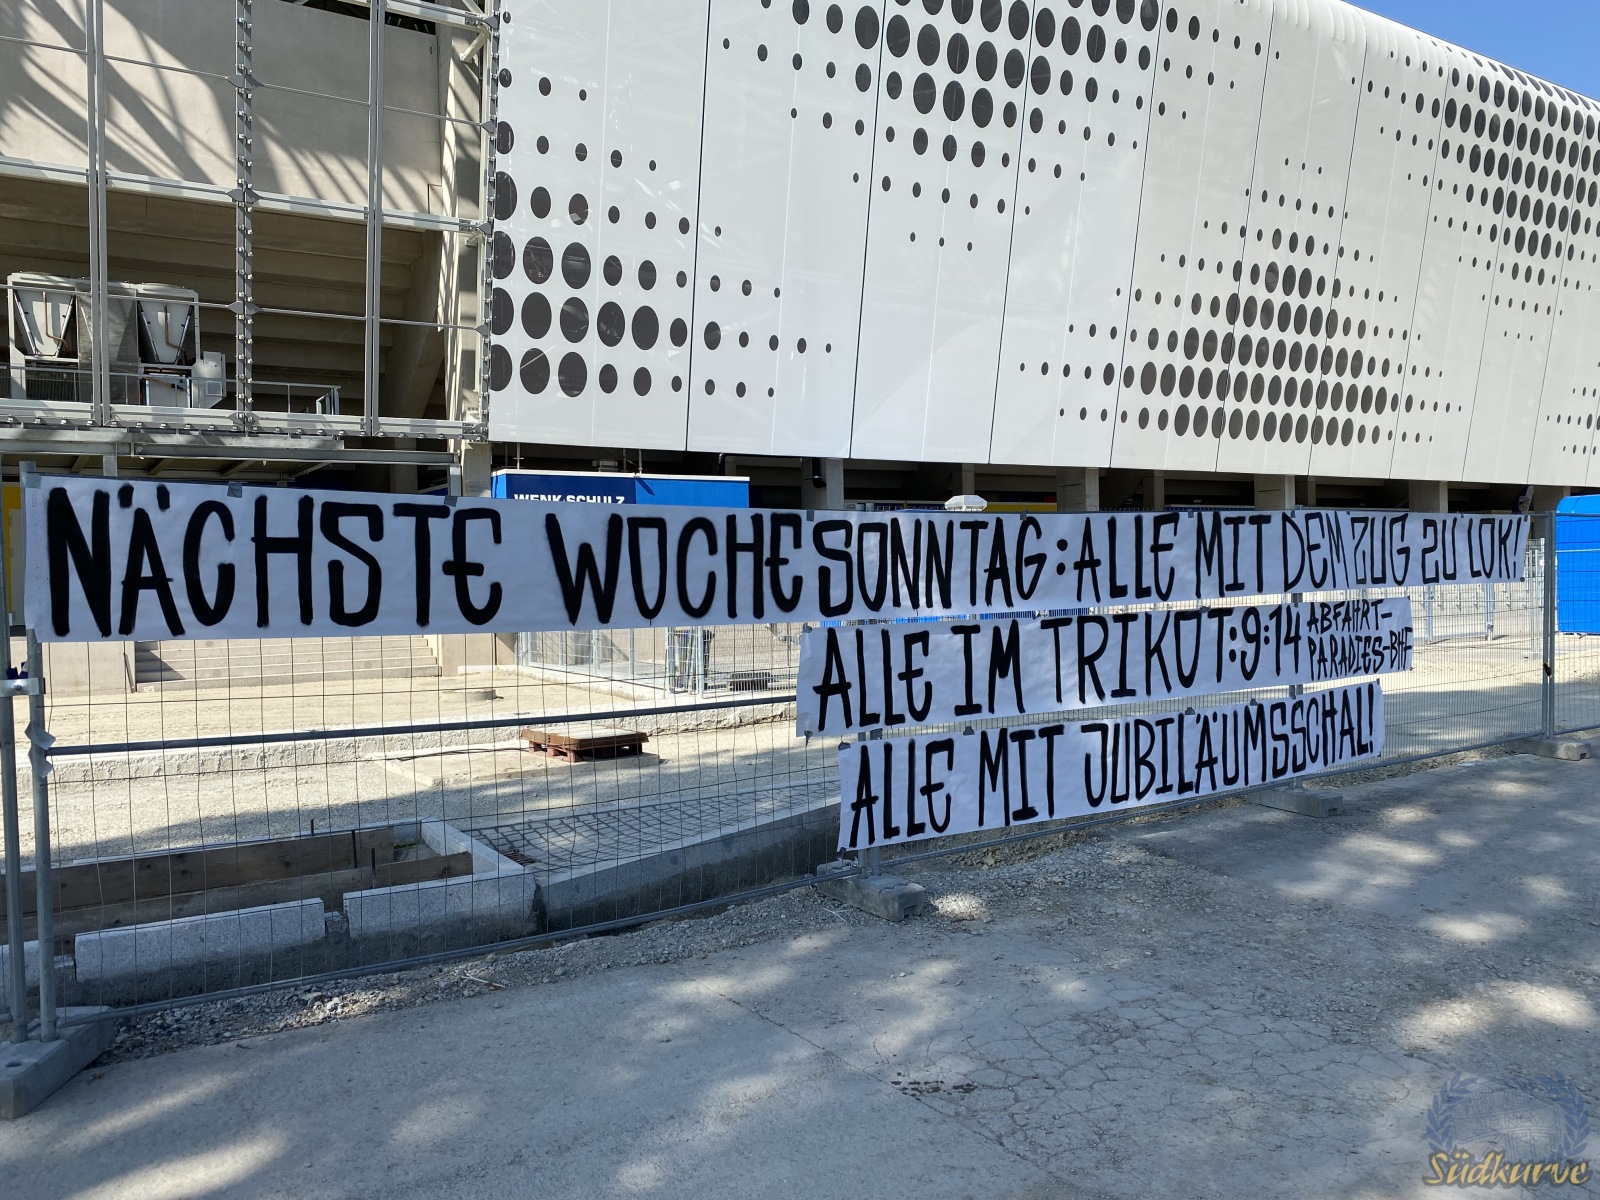 WENK-SCHULZ
NÄCHSTE WOCHE SONNTAG: ALLE MIT DEM ZUG ZU LOK!
ALLE IM TRIKOT: 9:14 ABFAHRT-
PARADIES-BHF
ALLE MIT JUBILÄUMSSCHAL!
Südkurve